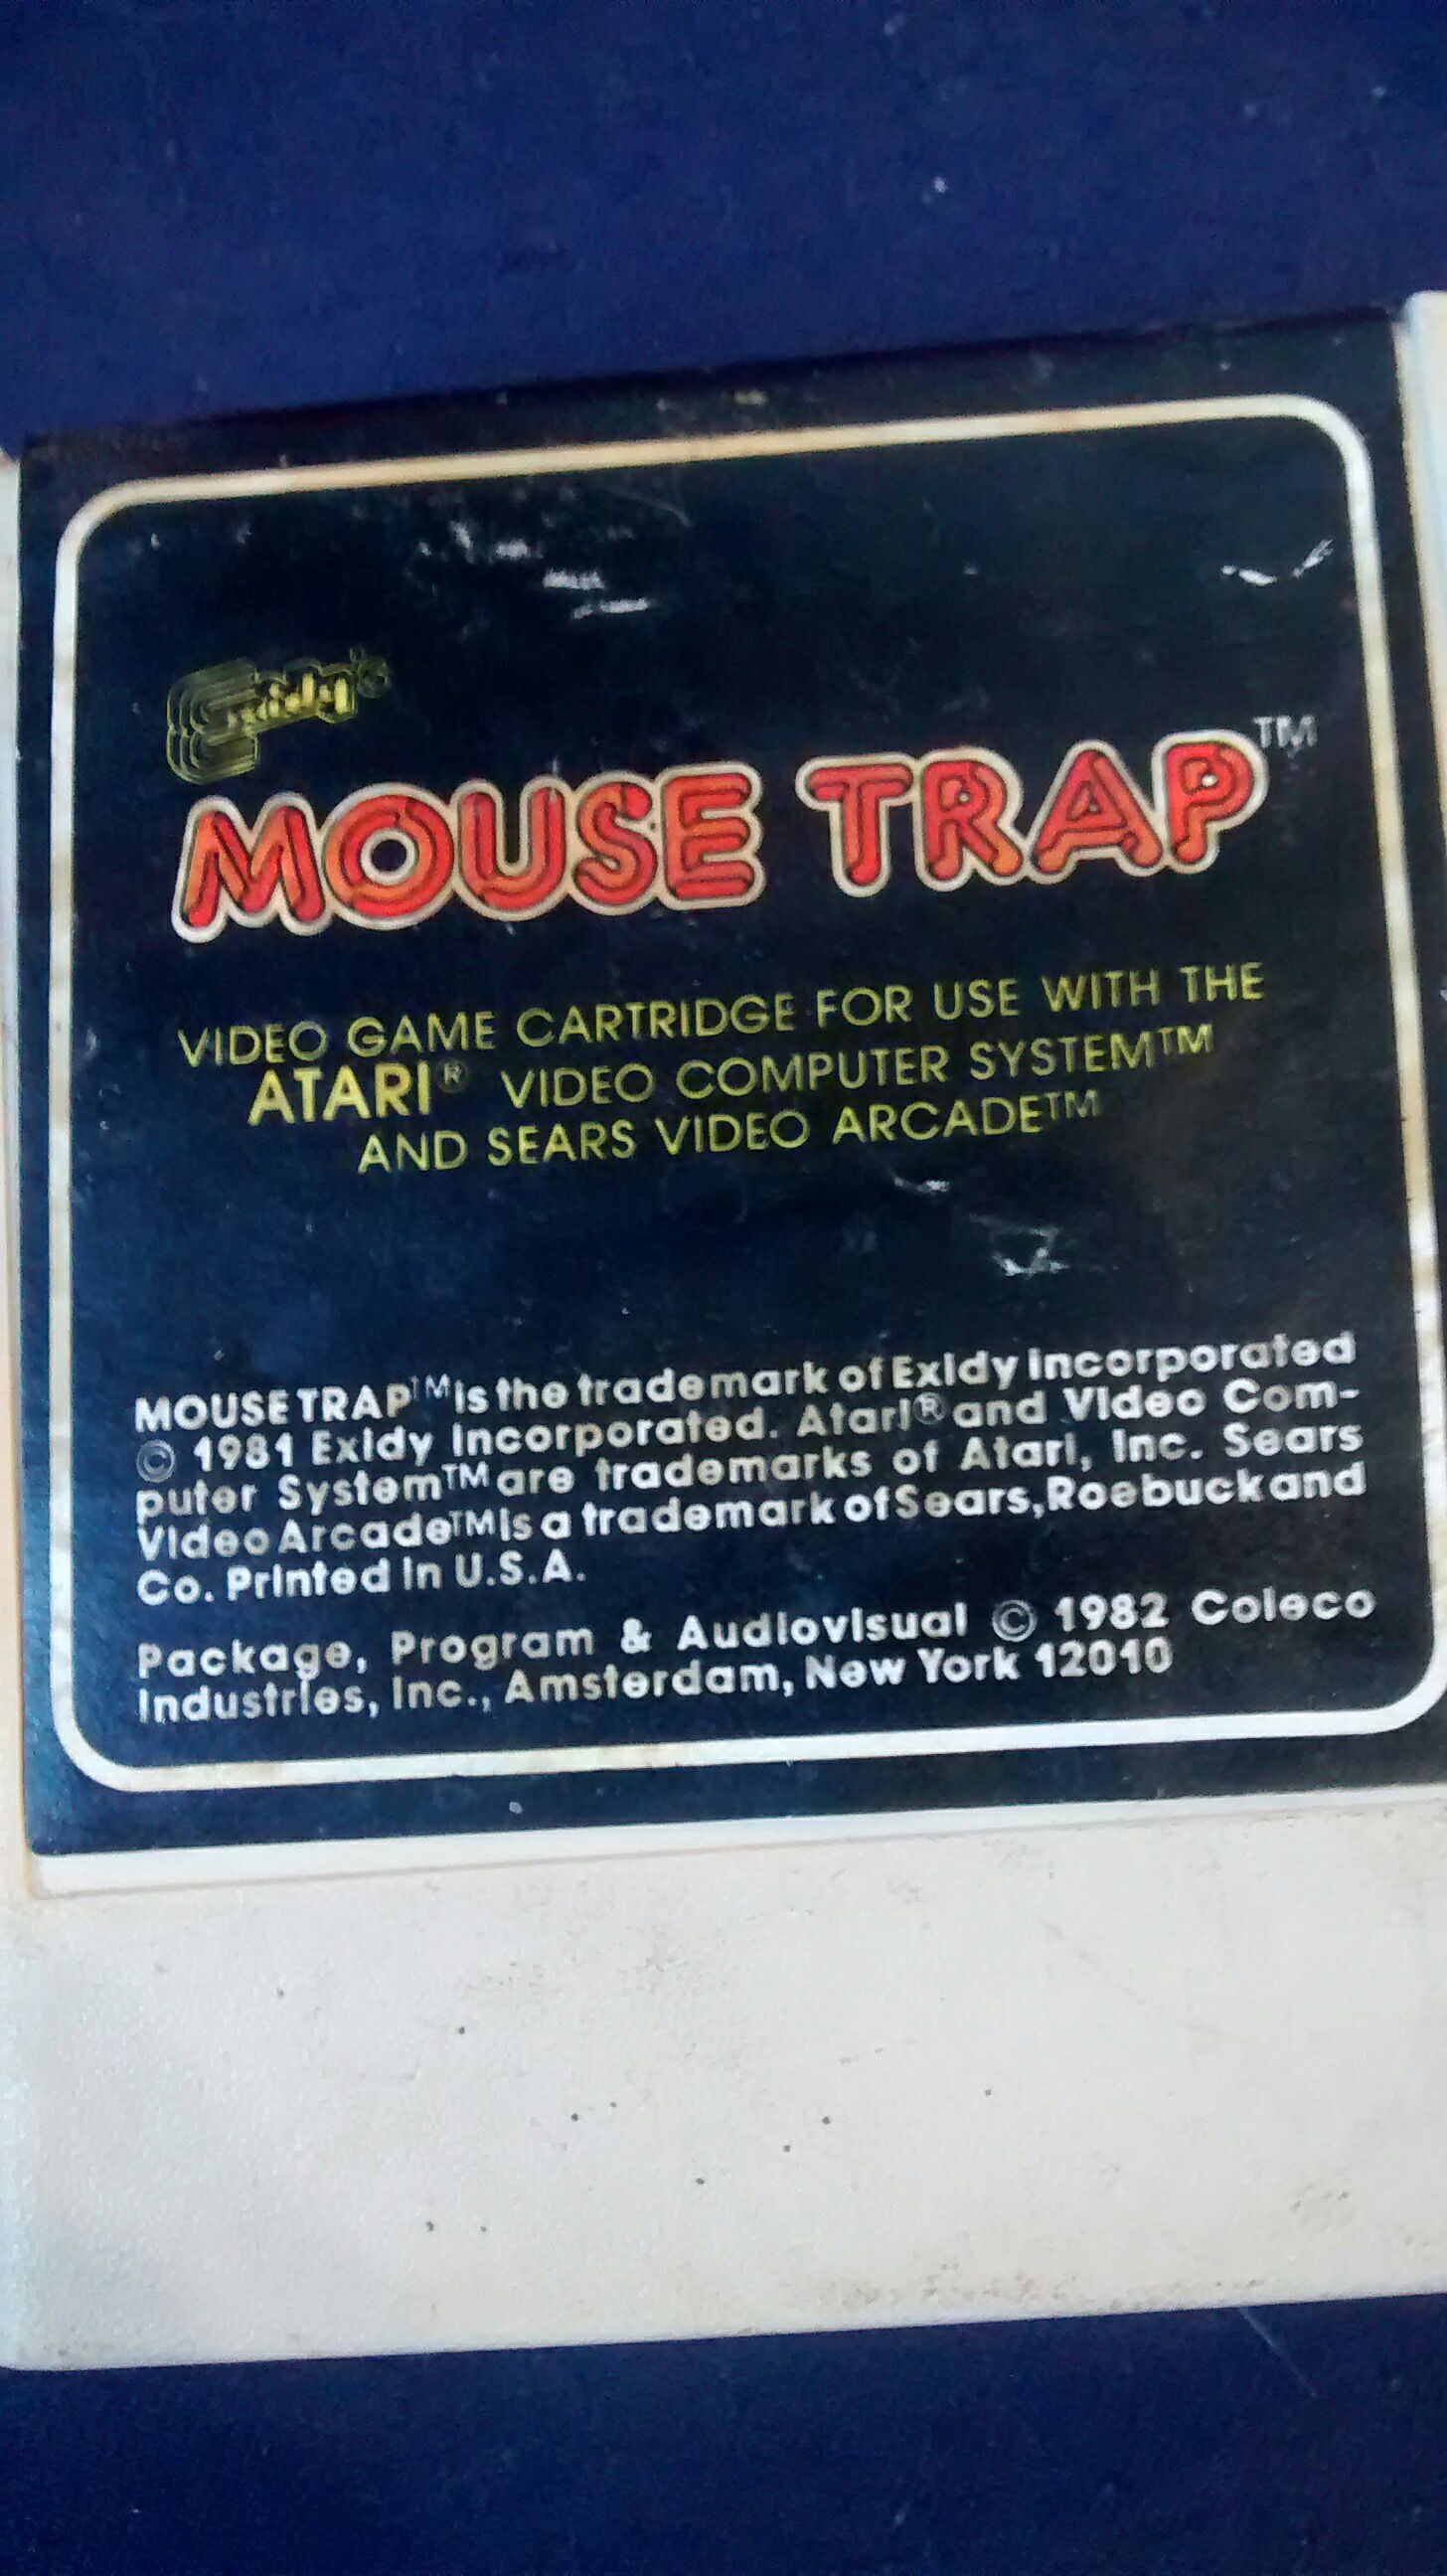 Exidy®
MOUSE TRAP™
VIDEO GAME CARTRIDGE FOR USE WITH THE
ATARI® VIDEO COMPUTER SYSTEM™
AND SEARS VIDEO ARCADE™
MOUSE TRAP™ is the trademark of Exidy Incorporated
© 1981 Exidy Incorporated. Atari® and Video Com-
puter System™ are trademarks of Atari, Inc. Sears
Video Arcade™ is a trademark of Sears, Roebuck and
Co. Printed in U.S.A.
Package, Program & Audiovisual © 1982 Coleco
Industries, Inc., Amsterdam, New York 12010